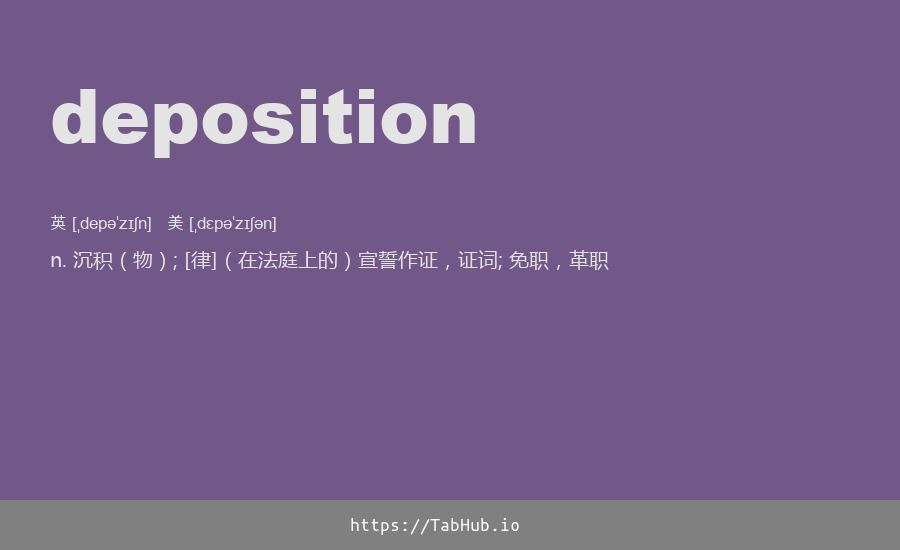 deposition
英 [ˌdepəˈzɪʃn] 美 [ˌdɛpəˈzɪʃən]
n. 沉积（物）; [律]（在法庭上的）宣誓作证，证词; 免职，革职
https://TabHub.io